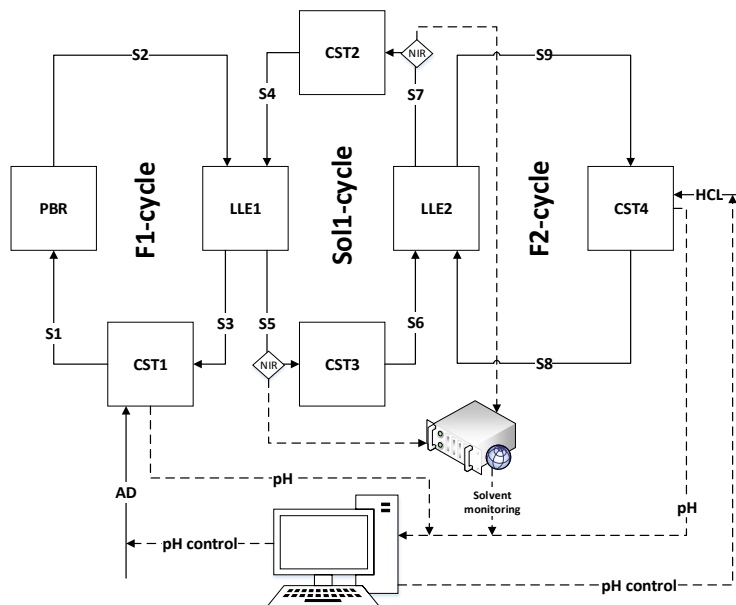 S2
CST2
NIR
S9
S4
S7
PBR
F1-cycle
LLE1
Sol1-cycle
LLE2
F2-cycle
CST4
HCL
S1
S3
S5
S6
S8
CST1
NIR
CST3
AD
pH
Solvent
monitoring
pH
pH control
pH control